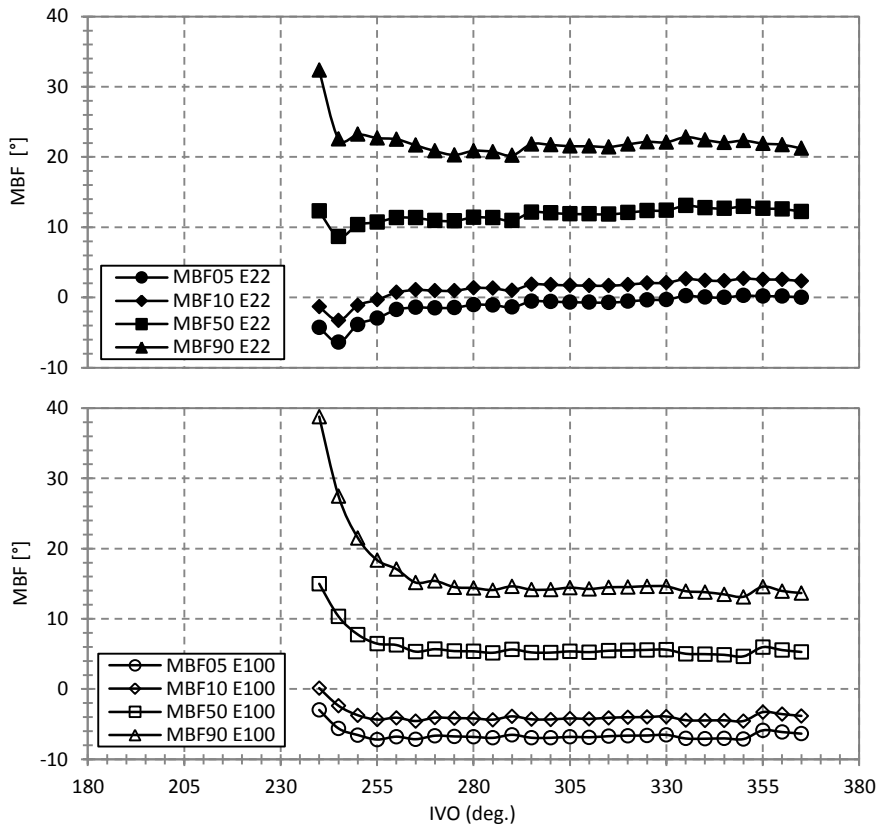 40
30
20
10
0
-10
MBF [°]
MBF05 E22
MBF10 E22
MBF50 E22
MBF90 E22
40
30
20
10
0
-10
MBF [°]
MBF05 E100
MBF10 E100
MBF50 E100
MBF90 E100
180 205 230 255 280 305 330 355 380
IVO (deg.)